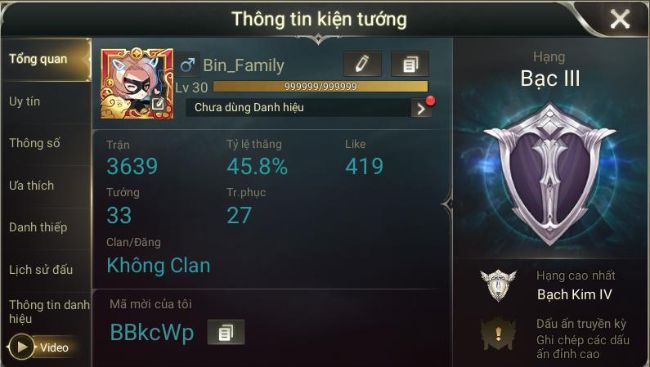 Thông tin kiện tướng
Tổng quan
Uy tín
Thông số
Ưa thích
Danh thiếp
Lịch sử đấu
Thông tin danh
hiệu
Video
Bin_Family
Lv 30
999999/999999
Chưa dùng Danh hiệu
Trận
Tỷ lệ thắng
Like
3639
45.8%
419
Tướng
Tr.phục
33
27
Clan/Đăng
Không Clan
Mã mời của tôi
BBkcWp
Hạng
Bạc III
Hạng cao nhất
Bạch Kim IV
Dấu ấn truyền kỳ
Ghi chép các dấu
ấn đỉnh cao